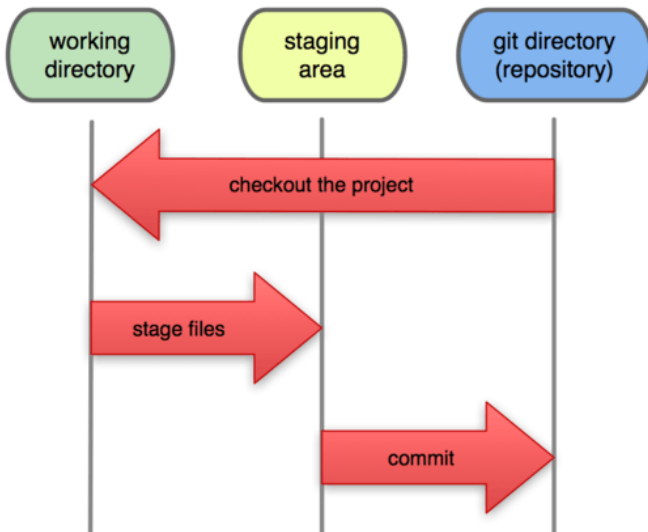 working
directory
staging
area
git directory
(repository)
checkout the project
stage files
commit